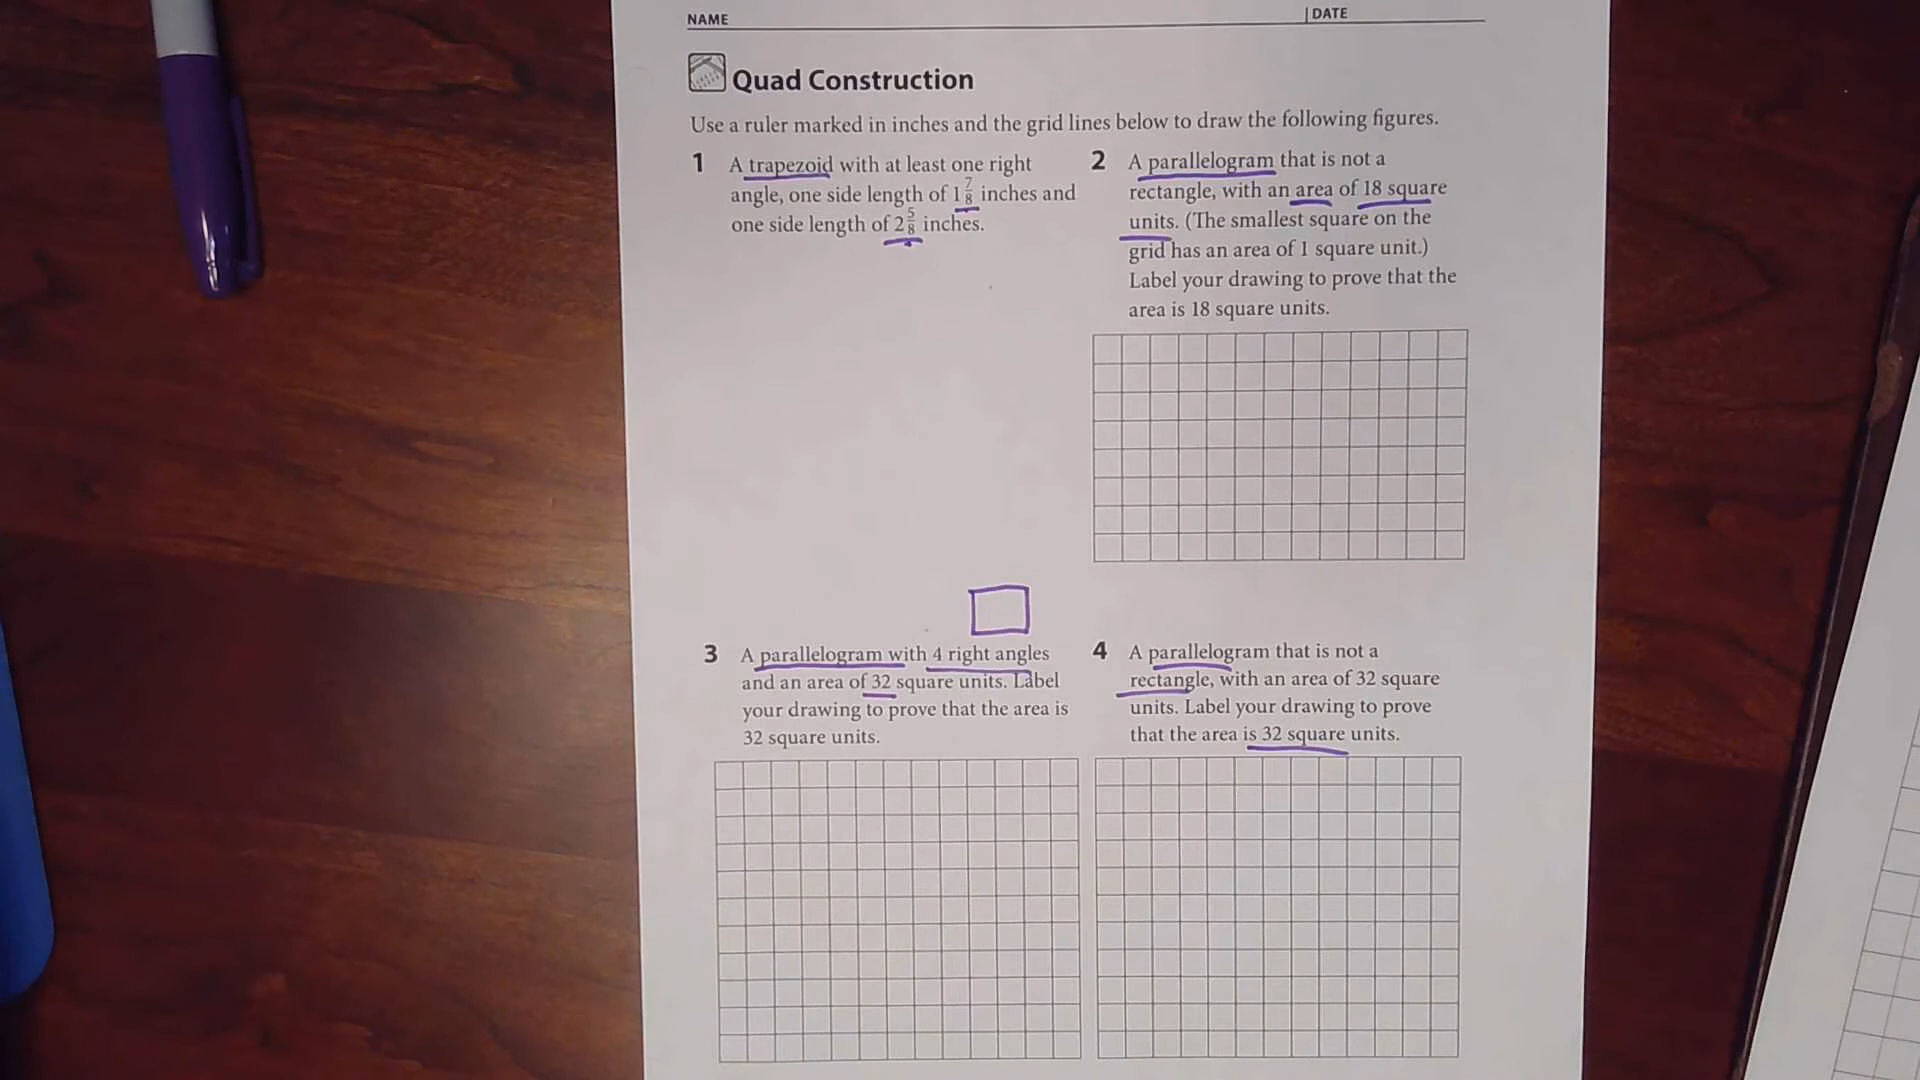 NAME | DATE
Quad Construction
Use a ruler marked in inches and the grid lines below to draw the following figures.
1 A trapezoid with at least one right
angle, one side length of 1 7/8 inches and
one side length of 2 5/8 inches.
2 A parallelogram that is not a
rectangle, with an area of 18 square
units. (The smallest square on the
grid has an area of 1 square unit.)
Label your drawing to prove that the
area is 18 square units.
3 A parallelogram with 4 right angles
and an area of 32 square units. Label
your drawing to prove that the area is
32 square units.
4 A parallelogram that is not a
rectangle, with an area of 32 square
units. Label your drawing to prove
that the area is 32 square units.